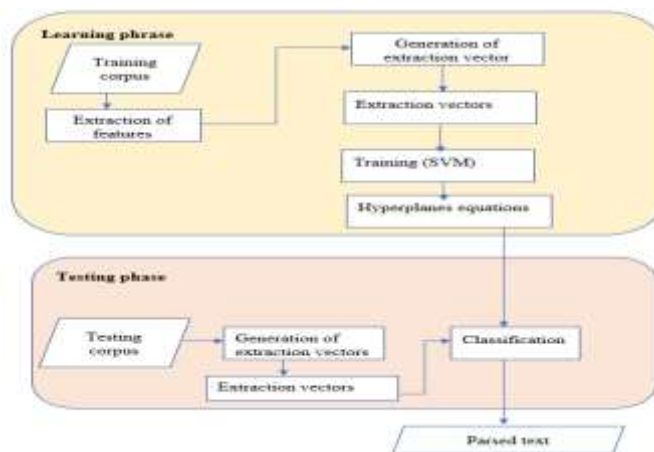 Learning phrase
Training
corpus
Extraction of
features
Generation of
extraction vector
Extraction vectors
Training (SVM)
Hyperplanes equations
Testing phase
Testing
corpus
Generation of
extraction vectors
Extraction vectors
Classification
Parsed text